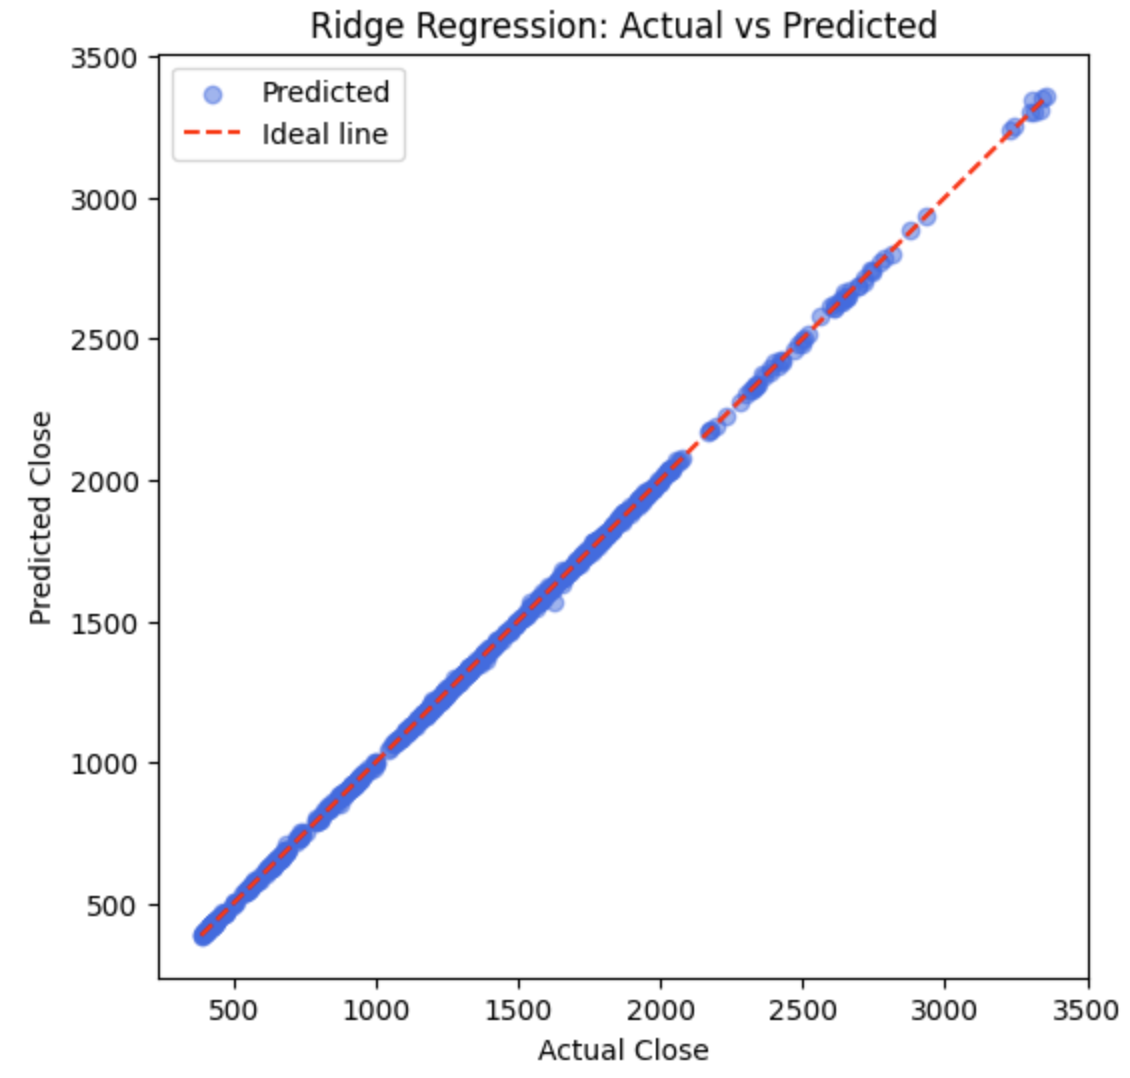 Ridge Regression: Actual vs Predicted
Predicted
Ideal line
3500
3000
2500
2000
1500
1000
500
Predicted Close
500 1000 1500 2000 2500 3000 3500
Actual Close